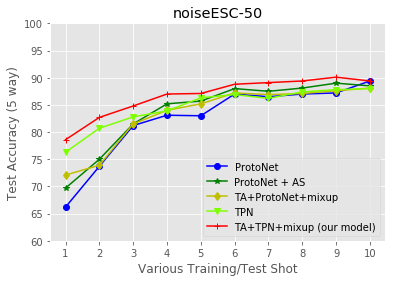 noiseESC-50
Test Accuracy (5 way)
100
95
90
85
80
75
70
65
60
ProtoNet
ProtoNet + AS
TA+ProtoNet+mixup
TPN
TA+TPN+mixup (our model)
1 2 3 4 5 6 7 8 9 10
Various Training/Test Shot